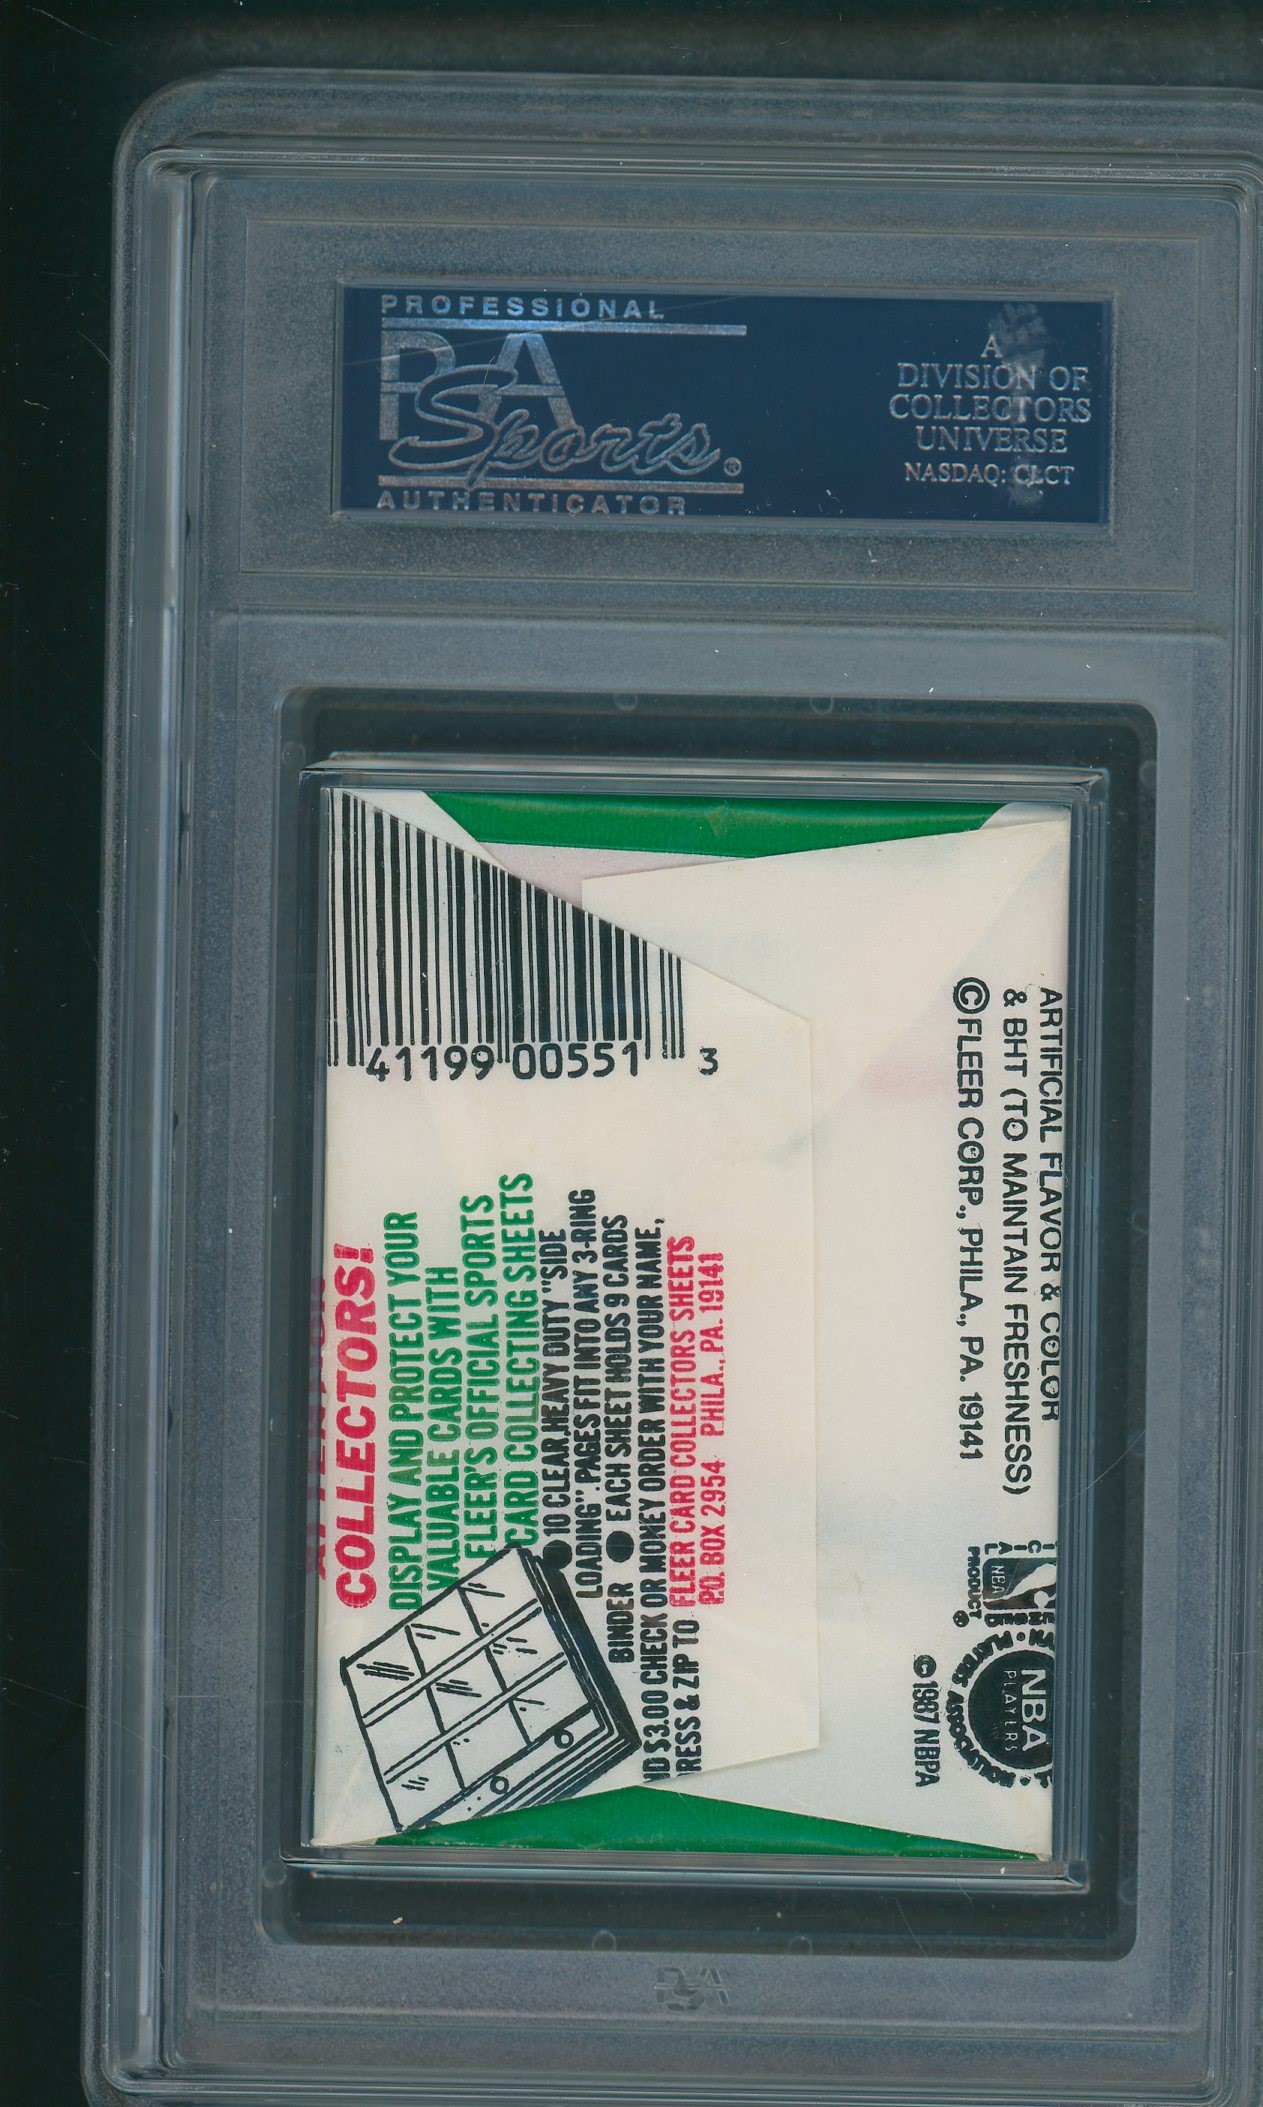 PROFESSIONAL
PSA
Sports®
AUTHENTICATOR
A
DIVISION OF
COLLECTORS
UNIVERSE
NASDAQ: CLCT
41199 00551 3
COLLECTORS!
DISPLAY AND PROTECT YOUR
VALUABLE CARDS WITH
FLEER'S OFFICIAL SPORTS
CARD COLLECTING SHEETS
● 10 CLEAR,HEAVY DUTY "SIDE
LOADING". PAGES FIT INTO ANY 3-RING
BINDER ● EACH SHEET HOLDS 9 CARDS
$3.00 CHECK OR MONEY ORDER WITH YOUR NAME,
RESS & ZIP TO FLEER CARD COLLECTORS SHEETS
P.O. BOX 2954 PHILA., PA. 19141
ARTIFICIAL FLAVOR & COLOR
& BHT (TO MAINTAIN FRESHNESS)
©FLEER CORP., PHILA., PA. 19141
NBA
PRODUCT ®
NBA
PLAYERS
ASSOCIATION
©1987 NBPA
PSA